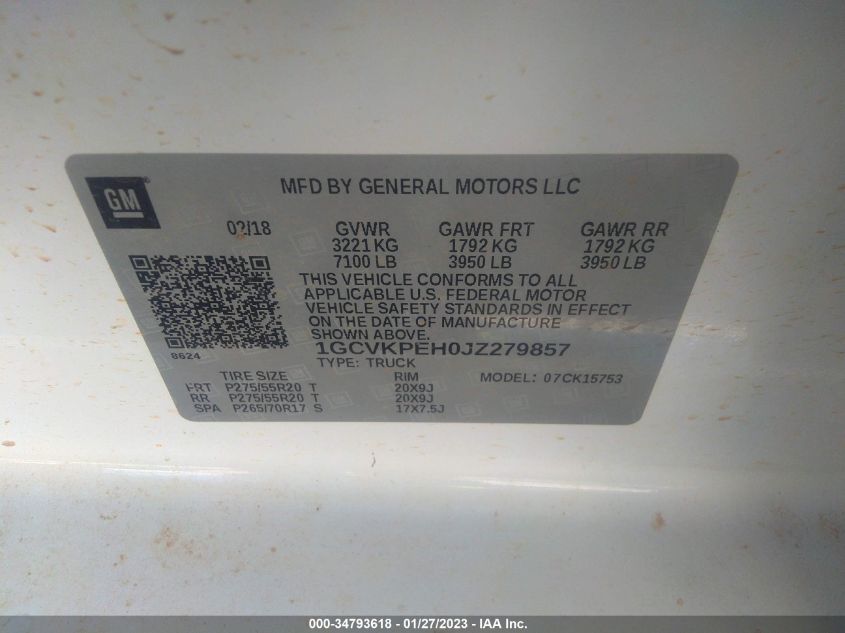 GM
MFD BY GENERAL MOTORS LLC
02/18 GVWR GAWR FRT GAWR RR
3221 KG 1792 KG 1792 KG
7100 LB 3950 LB 3950 LB
THIS VEHICLE CONFORMS TO ALL
APPLICABLE U.S. FEDERAL MOTOR
VEHICLE SAFETY STANDARDS IN EFFECT
ON THE DATE OF MANUFACTURE
SHOWN ABOVE.
8624
1GCVKPEH0JZ279857
TYPE: TRUCK
TIRE SIZE RIM MODEL: 07CK15753
FRT P275/55R20 T 20X9J
RR P275/55R20 T 20X9J
SPA P265/70R17 S 17X7.5J
000-34793618 - 01/27/2023 - IAA Inc.